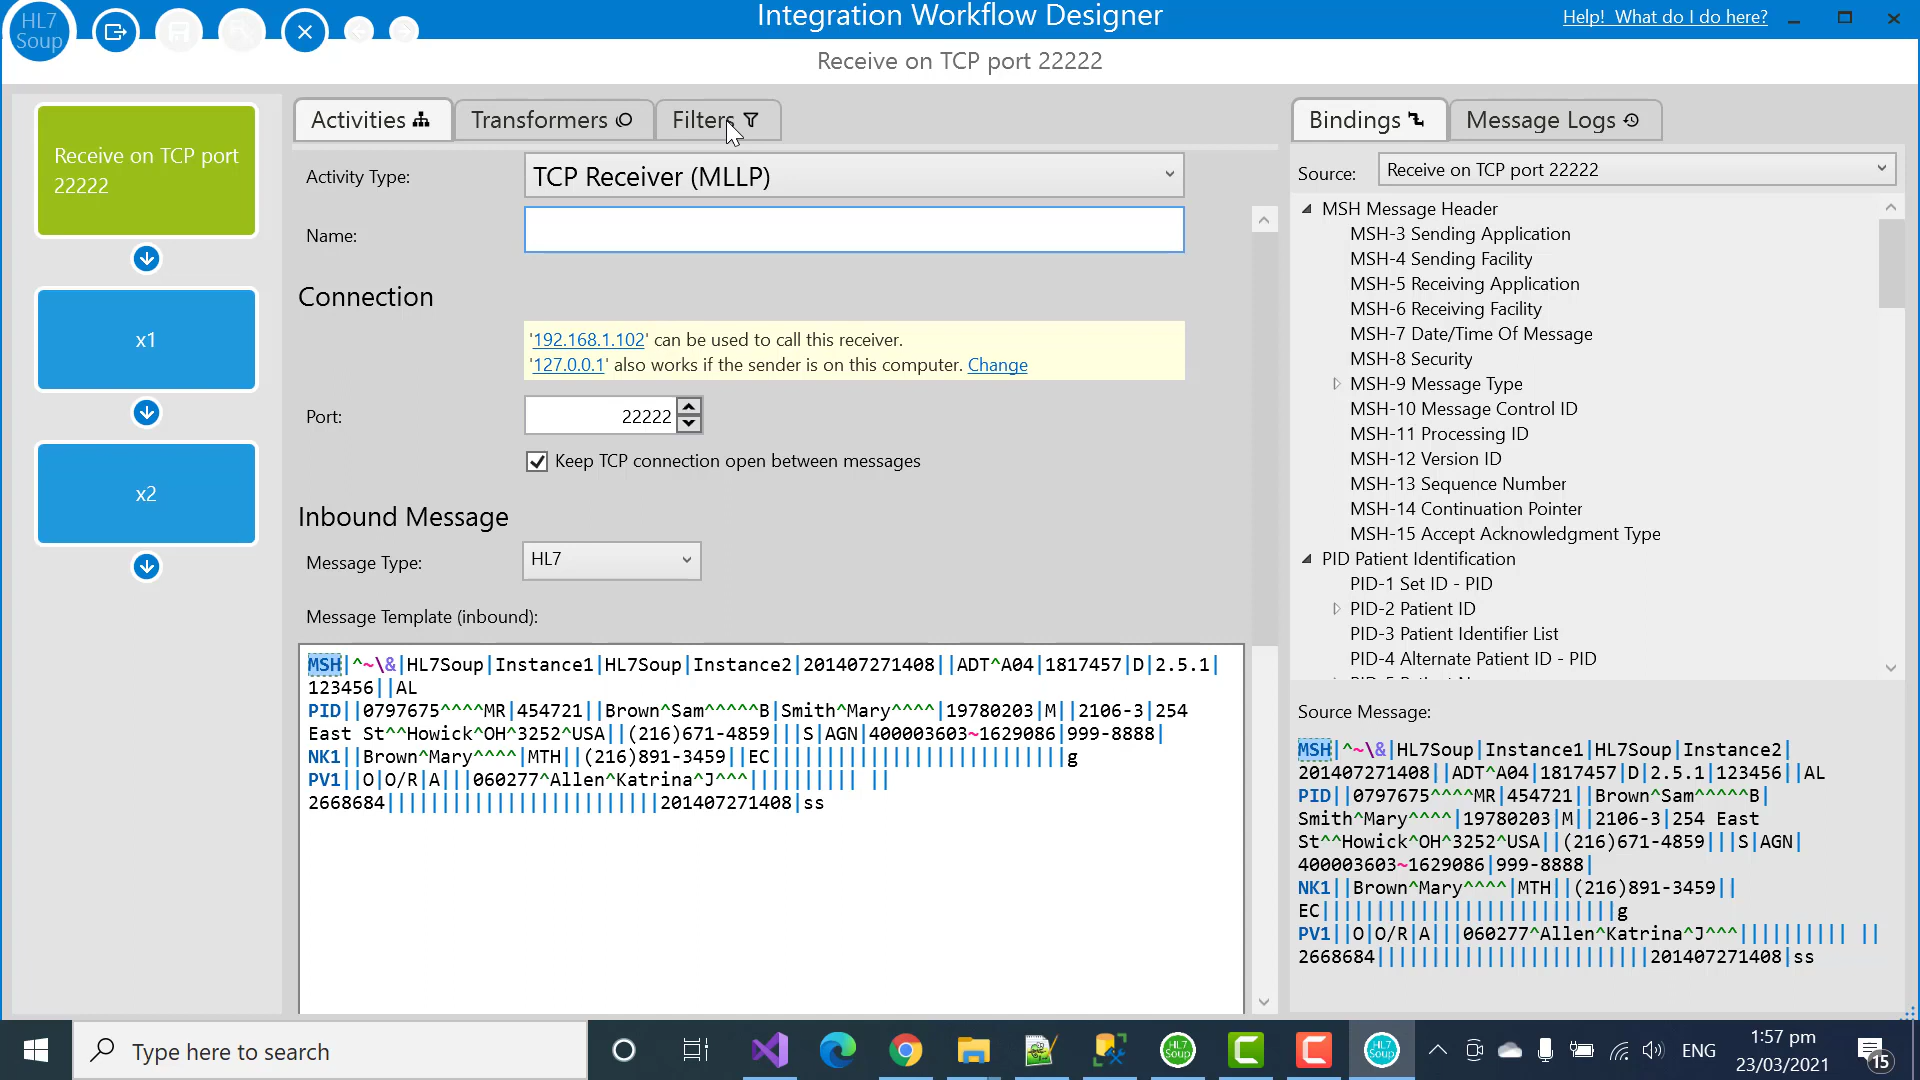 HL7
Soup
Integration Workflow Designer
Help!  What do I do here?
Receive on TCP port 22222
Receive on TCP port
22222
x1
x2
Activities
Transformers
Filters
Activity Type:
TCP Receiver (MLLP)
Name:
Connection
'192.168.1.102' can be used to call this receiver.
'127.0.0.1' also works if the sender is on this computer. Change
Port:
22222
Keep TCP connection open between messages
Inbound Message
Message Type:
HL7
Message Template (inbound):
MSH|^~\&|HL7Soup|Instance1|HL7Soup|Instance2|201407271408||ADT^A04|1817457|D|2.5.1|
123456||AL
PID||0797675^^^^MR|454721||Brown^Sam^^^^^B|Smith^Mary^^^^|19780203|M||2106-3|254
East St^^Howick^OH^3252^USA||(216)671-4859|||S|AGN|400003603~1629086|999-8888|
NK1||Brown^Mary^^^^|MTH||(216)891-3459||EC|||||||||||||||||||||||||||g
PV1||O|O/R|A|||060277^Allen^Katrina^J^^^|||||||||| ||
2668684|||||||||||||||||||||||||201407271408|ss
Bindings
Message Logs
Source:
Receive on TCP port 22222
MSH Message Header
MSH-3 Sending Application
MSH-4 Sending Facility
MSH-5 Receiving Application
MSH-6 Receiving Facility
MSH-7 Date/Time Of Message
MSH-8 Security
MSH-9 Message Type
MSH-10 Message Control ID
MSH-11 Processing ID
MSH-12 Version ID
MSH-13 Sequence Number
MSH-14 Continuation Pointer
MSH-15 Accept Acknowledgment Type
PID Patient Identification
PID-1 Set ID - PID
PID-2 Patient ID
PID-3 Patient Identifier List
PID-4 Alternate Patient ID - PID
Source Message:
MSH|^~\&|HL7Soup|Instance1|HL7Soup|Instance2|
201407271408||ADT^A04|1817457|D|2.5.1|123456||AL
PID||0797675^^^^MR|454721||Brown^Sam^^^^^B|
Smith^Mary^^^^|19780203|M||2106-3|254 East
St^^Howick^OH^3252^USA||(216)671-4859|||S|AGN|
400003603~1629086|999-8888|
NK1||Brown^Mary^^^^|MTH||(216)891-3459||
EC|||||||||||||||||||||||||||g
PV1||O|O/R|A|||060277^Allen^Katrina^J^^^|||||||||| ||
2668684|||||||||||||||||||||||||201407271408|ss
Type here to search
HL7
Soup
HL7
Soup
ENG
1:57 pm
23/03/2021
15